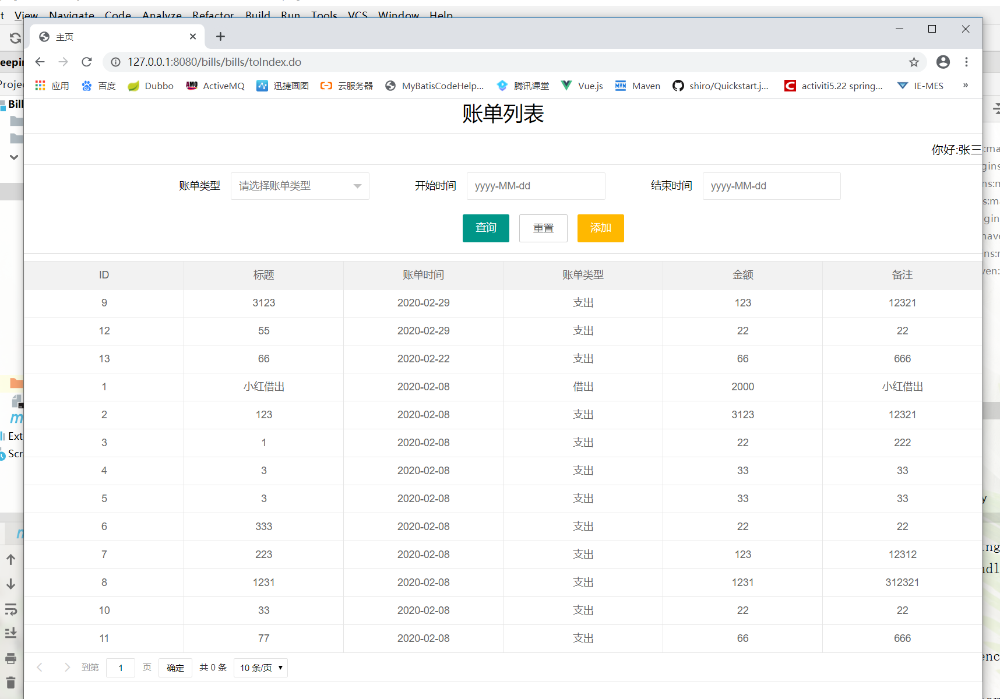 View Navigate Code Analyze Refactor Build Run Tools VCS Window Help
主页
127.0.0.1:8080/bills/bills/toIndex.do
应用 百度 Dubbo ActiveMQ 迅捷画图 云服务器 MyBatisCodeHelp... 腾讯课堂 Vue.js Maven shiro/Quickstart.j... activiti5.22 spring... IE-MES »
账单列表
你好:张三
账单类型 请选择账单类型 开始时间 yyyy-MM-dd 结束时间 yyyy-MM-dd
查询 重置 添加
ID 标题 账单时间 账单类型 金额 备注
9 3123 2020-02-29 支出 123 12321
12 55 2020-02-29 支出 22 22
13 66 2020-02-22 支出 66 666
1 小红借出 2020-02-08 借出 2000 小红借出
2 123 2020-02-08 支出 3123 12321
3 1 2020-02-08 支出 22 222
4 3 2020-02-08 支出 33 33
5 3 2020-02-08 支出 33 33
6 333 2020-02-08 支出 22 22
7 223 2020-02-08 支出 123 12312
8 1231 2020-02-08 支出 1231 312321
10 33 2020-02-08 支出 22 22
11 77 2020-02-08 支出 66 666
到第 1 页 确定 共 0 条 10 条/页